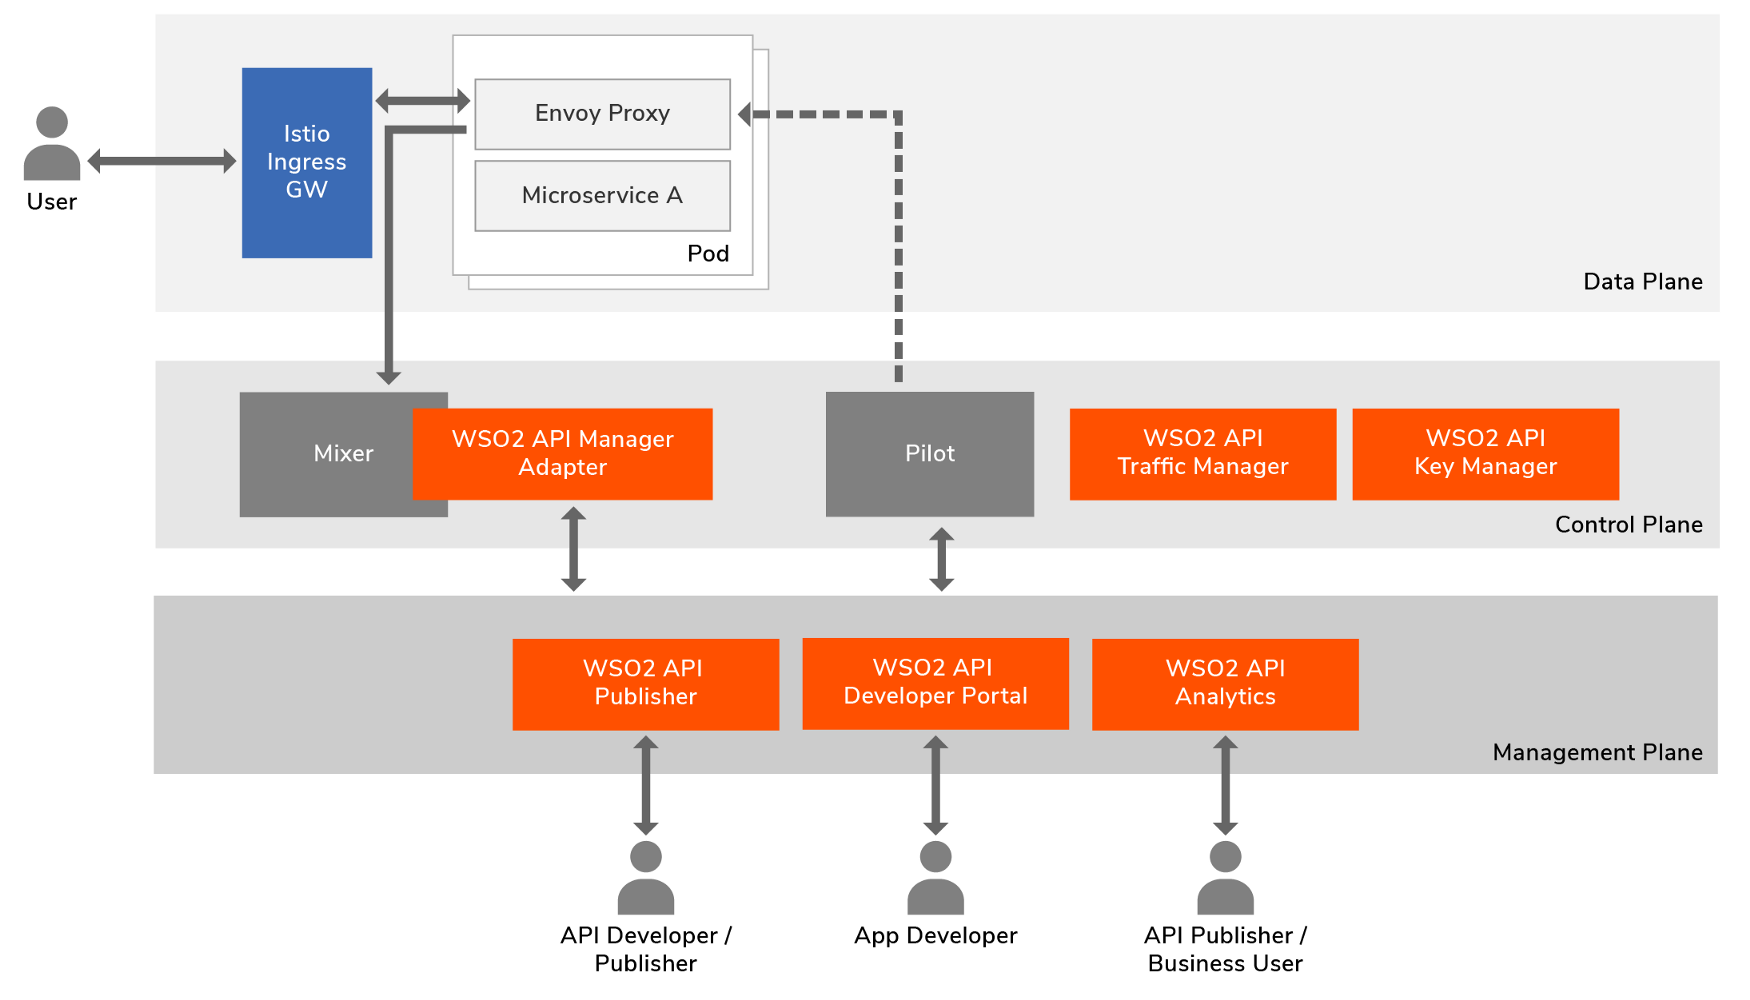 User
Istio
Ingress
GW
Envoy Proxy
Microservice A
Pod
Data Plane
Mixer
WSO2 API Manager
Adapter
Pilot
WSO2 API
Traffic Manager
WSO2 API
Key Manager
Control Plane
WSO2 API
Publisher
WSO2 API
Developer Portal
WSO2 API
Analytics
Management Plane
API Developer /
Publisher
App Developer
API Publisher /
Business User